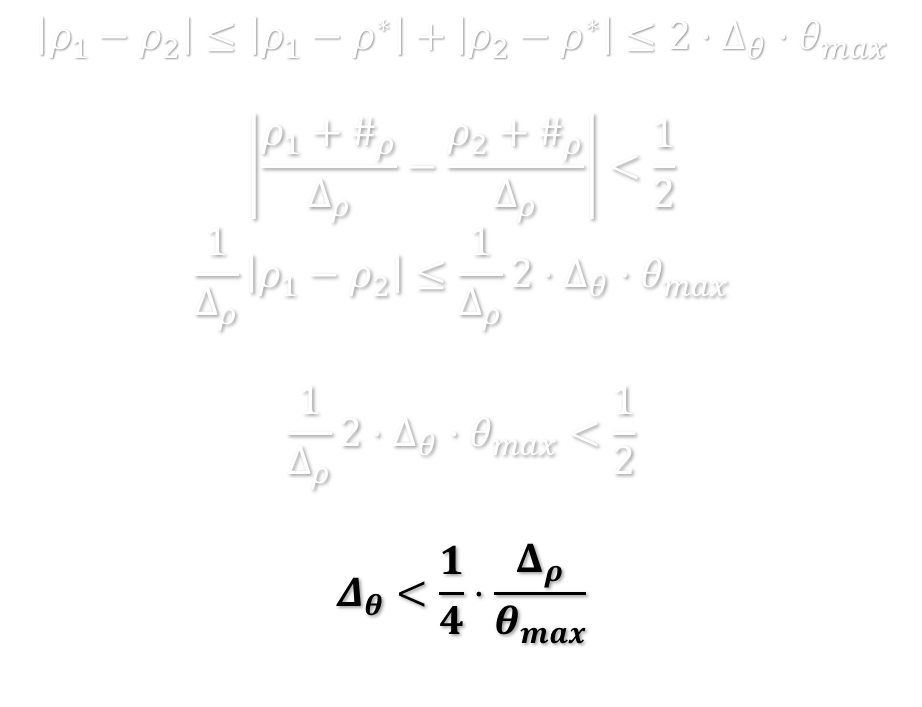 |ρ₁ − ρ₂| ≤ |ρ₁ − ρ*| + |ρ₂ − ρ*| ≤ 2 · Δ_θ · θ_max
|(ρ₁ + #_ρ)/Δ_ρ − (ρ₂ + #_ρ)/Δ_ρ| < 1/2
1/Δ_ρ |ρ₁ − ρ₂| ≤ 1/Δ_ρ 2 · Δ_θ · θ_max
1/Δ_ρ 2 · Δ_θ · θ_max < 1/2
Δ_θ < 1/4 · Δ_ρ/θ_max